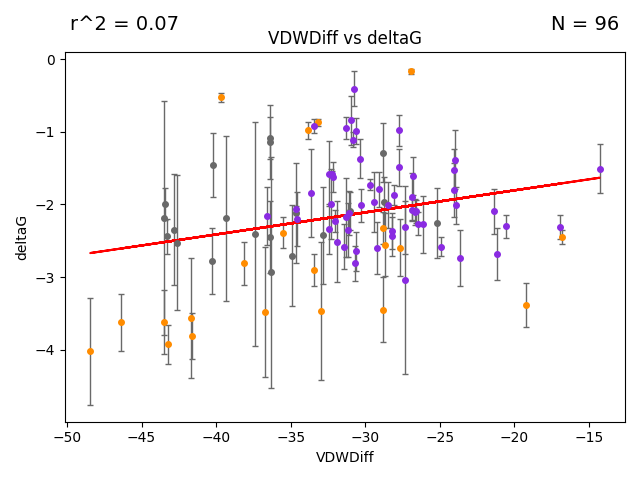 r^2 = 0.07
N = 96
VDWDiff vs deltaG
deltaG
0
−1
−2
−3
−4
−50 −45 −40 −35 −30 −25 −20 −15
VDWDiff